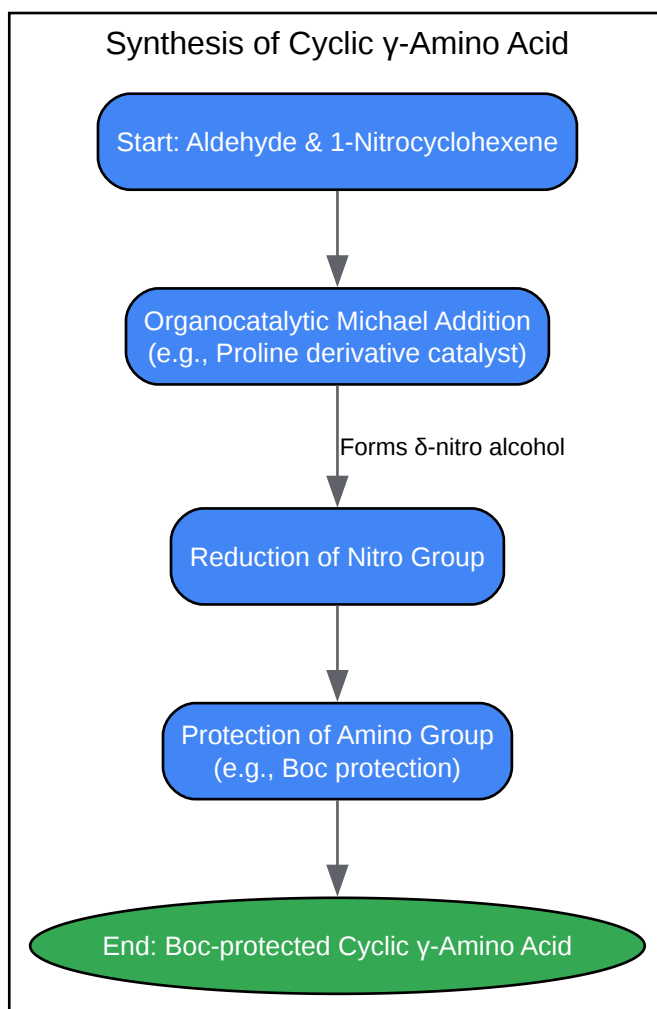 Synthesis of Cyclic γ-Amino Acid
Start: Aldehyde & 1-Nitrocyclohexene
Organocatalytic Michael Addition
(e.g., Proline derivative catalyst)
Forms δ-nitro alcohol
Reduction of Nitro Group
Protection of Amino Group
(e.g., Boc protection)
End: Boc-protected Cyclic γ-Amino Acid